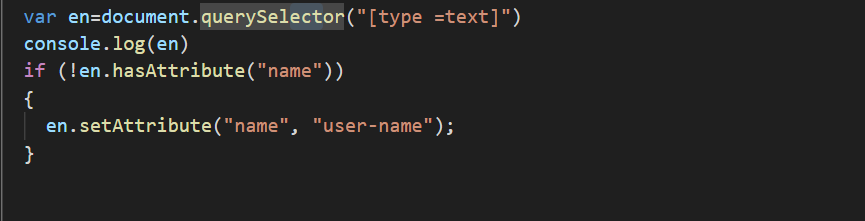 var en=document.querySelector("[type =text]")
console.log(en)
if (!en.hasAttribute("name"))
{
  en.setAttribute("name", "user-name");
}